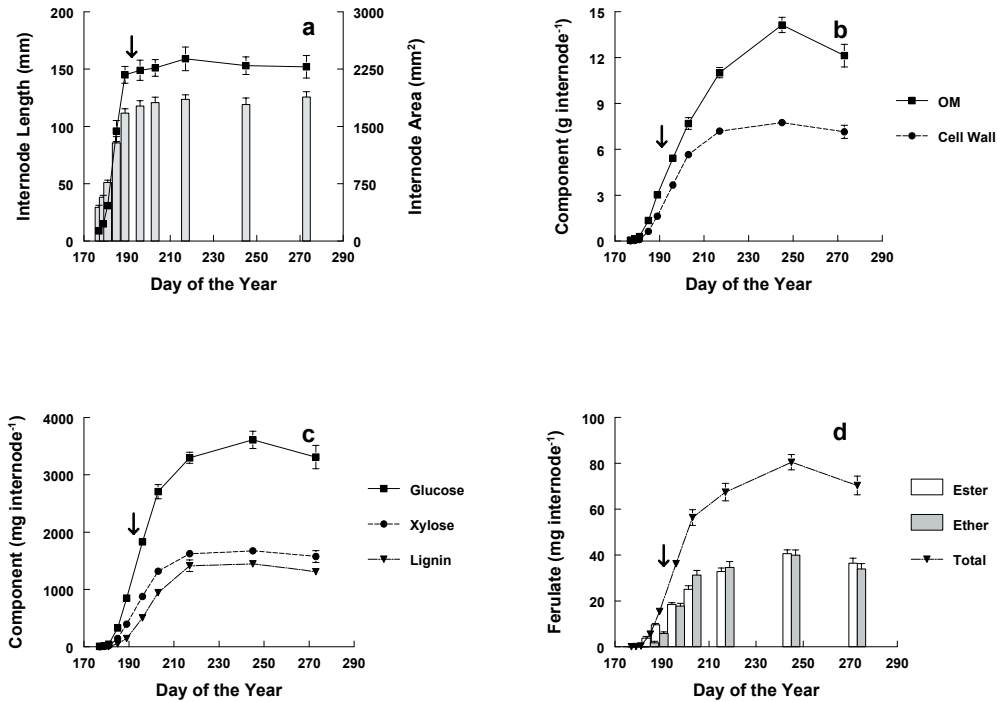 a
200
150
100
50
0
Internode Length (mm)
3000
2250
1500
750
0
Internode Area (mm²)
170 190 210 230 250 270 290
Day of the Year
b
15
12
9
6
3
0
Component (g internode⁻¹)
OM
Cell Wall
170 190 210 230 250 270 290
Day of the Year
c
4000
3000
2000
1000
0
Component (mg internode⁻¹)
Glucose
Xylose
Lignin
170 190 210 230 250 270 290
Day of the Year
d
100
80
60
40
20
0
Ferulate (mg internode⁻¹)
Ester
Ether
Total
170 190 210 230 250 270 290
Day of the Year